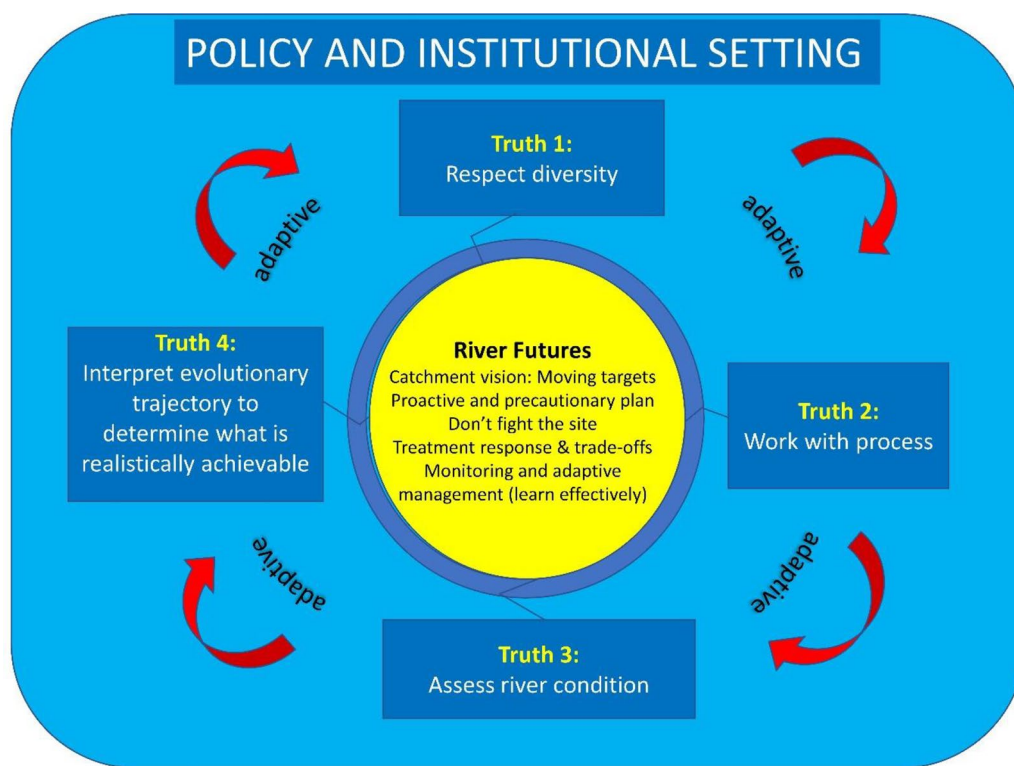 POLICY AND INSTITUTIONAL SETTING
Truth 1:
Respect diversity
adaptive
adaptive
Truth 4:
Interpret evolutionary
trajectory to
determine what is
realistically achievable
River Futures
Catchment vision: Moving targets
Proactive and precautionary plan
Don’t fight the site
Treatment response & trade-offs
Monitoring and adaptive
management (learn effectively)
Truth 2:
Work with process
adaptive
adaptive
Truth 3:
Assess river condition